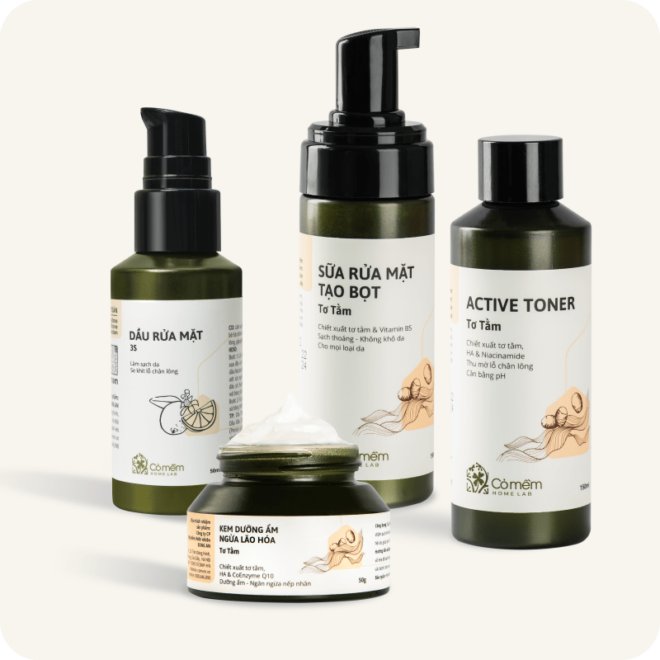 SỮA RỬA MẶT
TẠO BỌT
Tơ Tằm
Chiết xuất tơ tằm & Vitamin B5
Sạch thoáng - Không khô da
Cho mọi loại da
ACTIVE TONER
Tơ Tằm
Chiết xuất tơ tằm,
HA & Niacinamide
Thu mờ lỗ chân lông
Cân bằng pH
Cỏ mềm
HOME LAB
150ml
DẦU RỬA MẶT
3S
Làm sạch da
Se khít lỗ chân lông
Cỏ mềm
HOME LAB
KEM DƯỠNG ẨM
NGỪA LÃO HÓA
Tơ Tằm
Chiết xuất tơ tằm,
HA & CoEnzyme Q10
Dưỡng ẩm - Ngăn ngừa nếp nhăn
50g